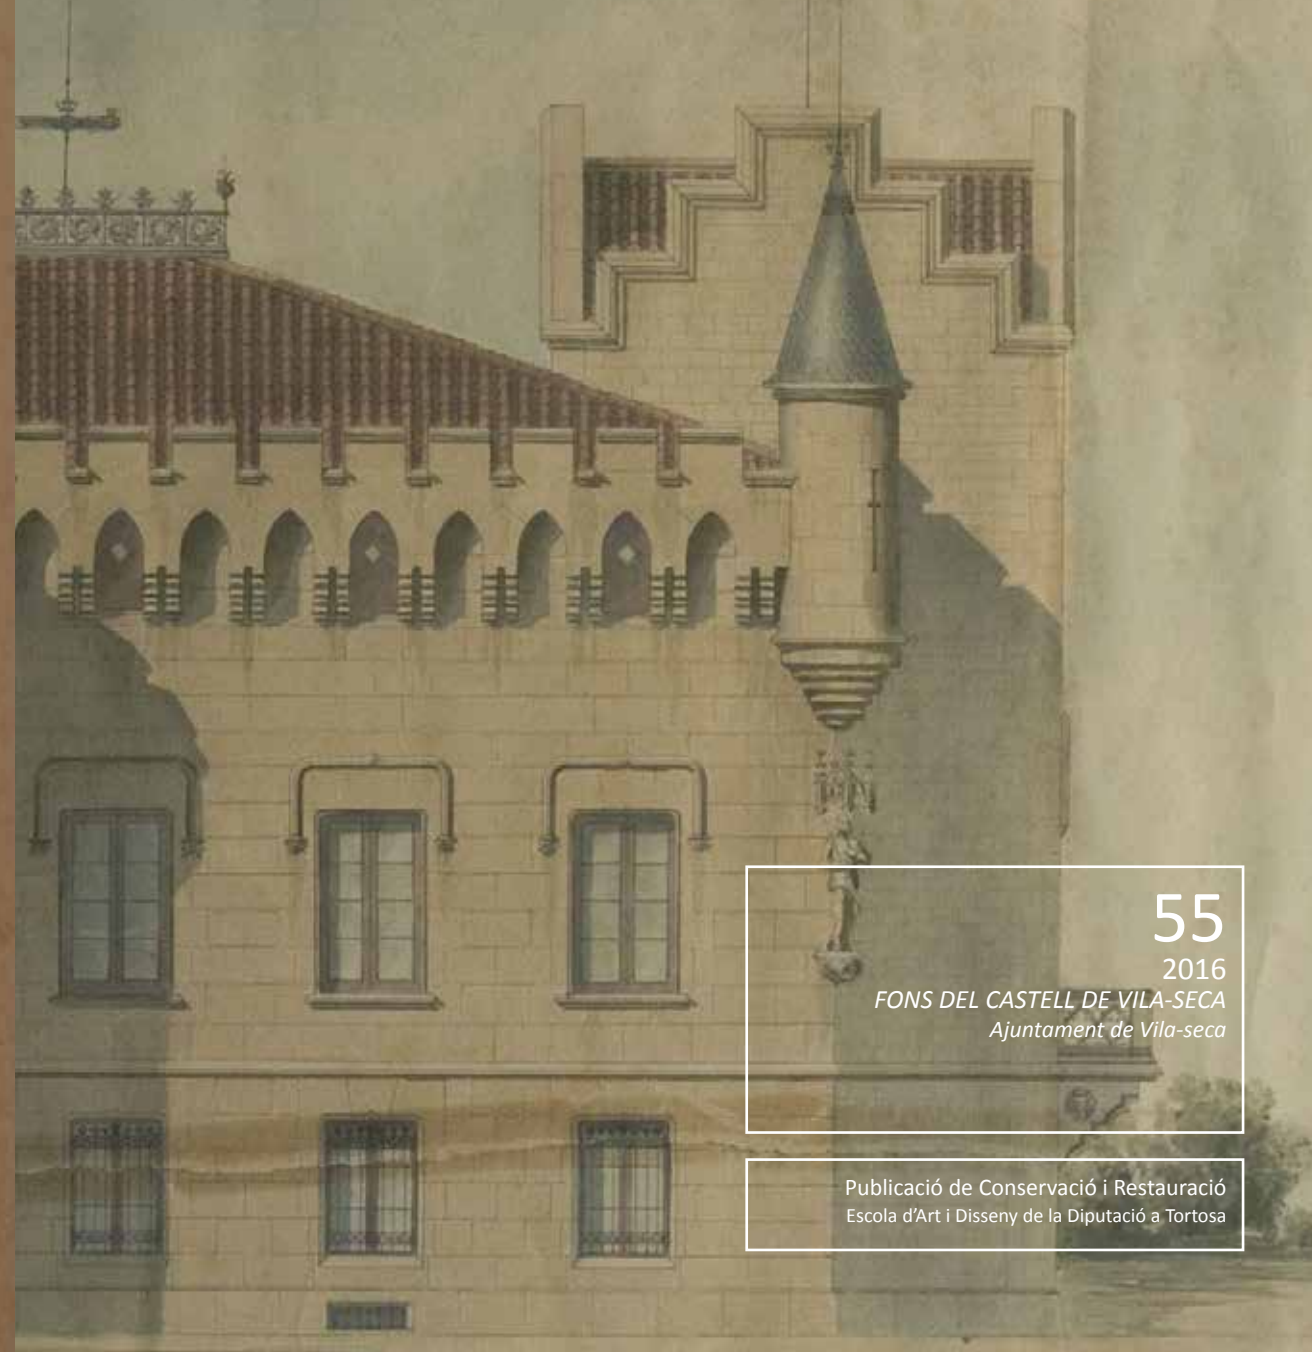 55
2016
FONS DEL CASTELL DE VILA-SECA
Ajuntament de Vila-seca
Publicació de Conservació i Restauració
Escola d'Art i Disseny de la Diputació a Tortosa